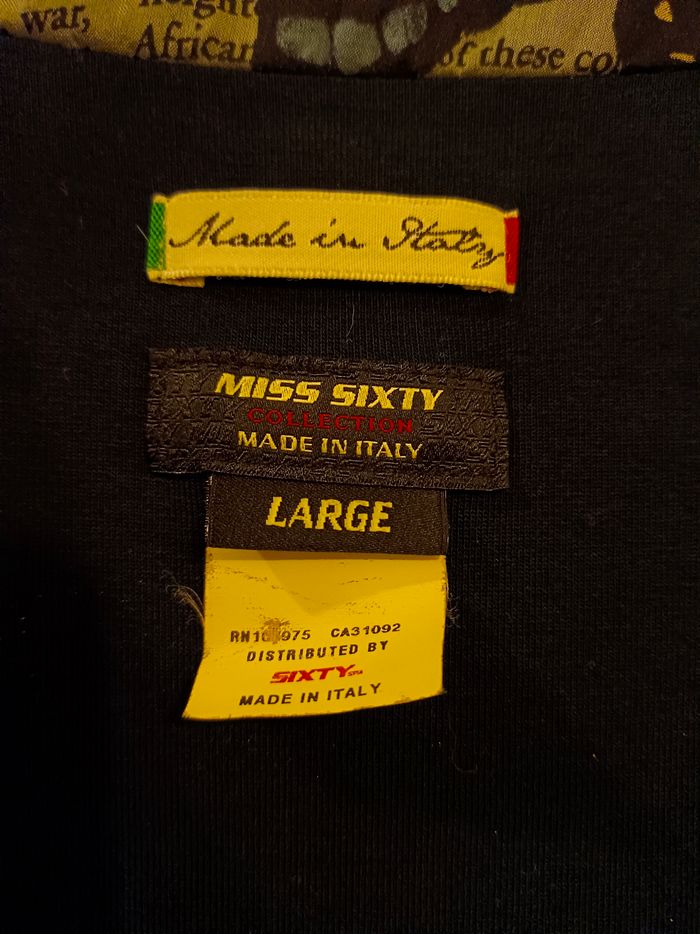 war,
African of these
Made in Italy
MISS SIXTY
COLLECTION
MADE IN ITALY
LARGE
CA31092
DISTRIBUTED BY
SIXTY SPA
MADE IN ITALY